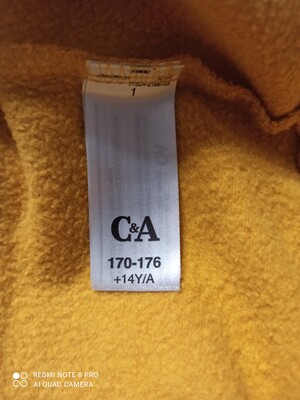 1
C&A
170-176
+14Y/A
REDMI NOTE 8 PRO
AI QUAD CAMERA